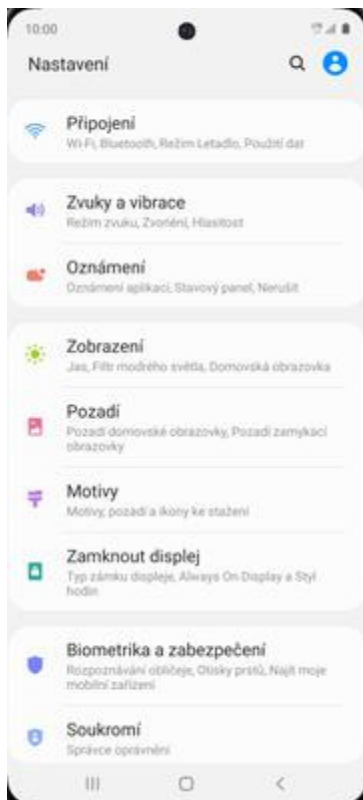 10:00
Nastavení
Připojení
Wi-Fi, Bluetooth, Režim Letadlo, Použití dat
Zvuky a vibrace
Režim zvuku, Zvonění, Hlasitost
Oznámení
Oznámení aplikací, Stavový panel, Nerušit
Zobrazení
Jas, Filtr modrého světla, Domovská obrazovka
Pozadí
Pozadí domovské obrazovky, Pozadí zamykací
obrazovky
Motivy
Motivy, pozadí a ikony ke stažení
Zamknout displej
Typ zámku displeje, Always On Display a Styl
hodin
Biometrika a zabezpečení
Rozpoznávání obličeje, Otisky prstů, Najít moje
mobilní zařízení
Soukromí
Správce oprávnění